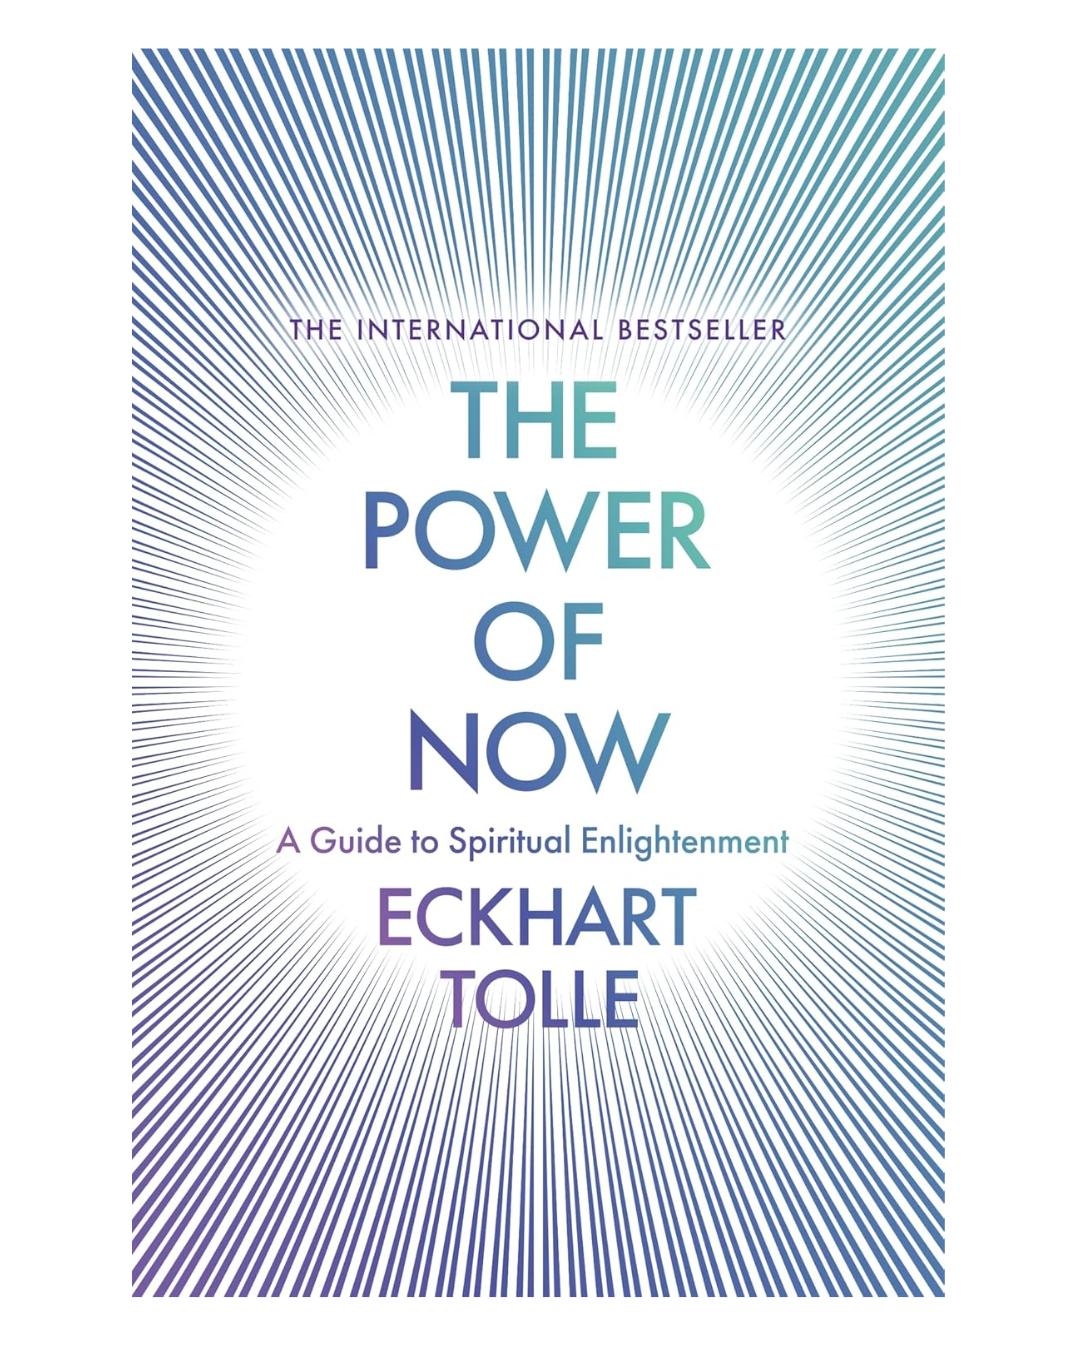 THE INTERNATIONAL BESTSELLER
THE
POWER
OF
NOW
A Guide to Spiritual Enlightenment
ECKHART
TOLLE